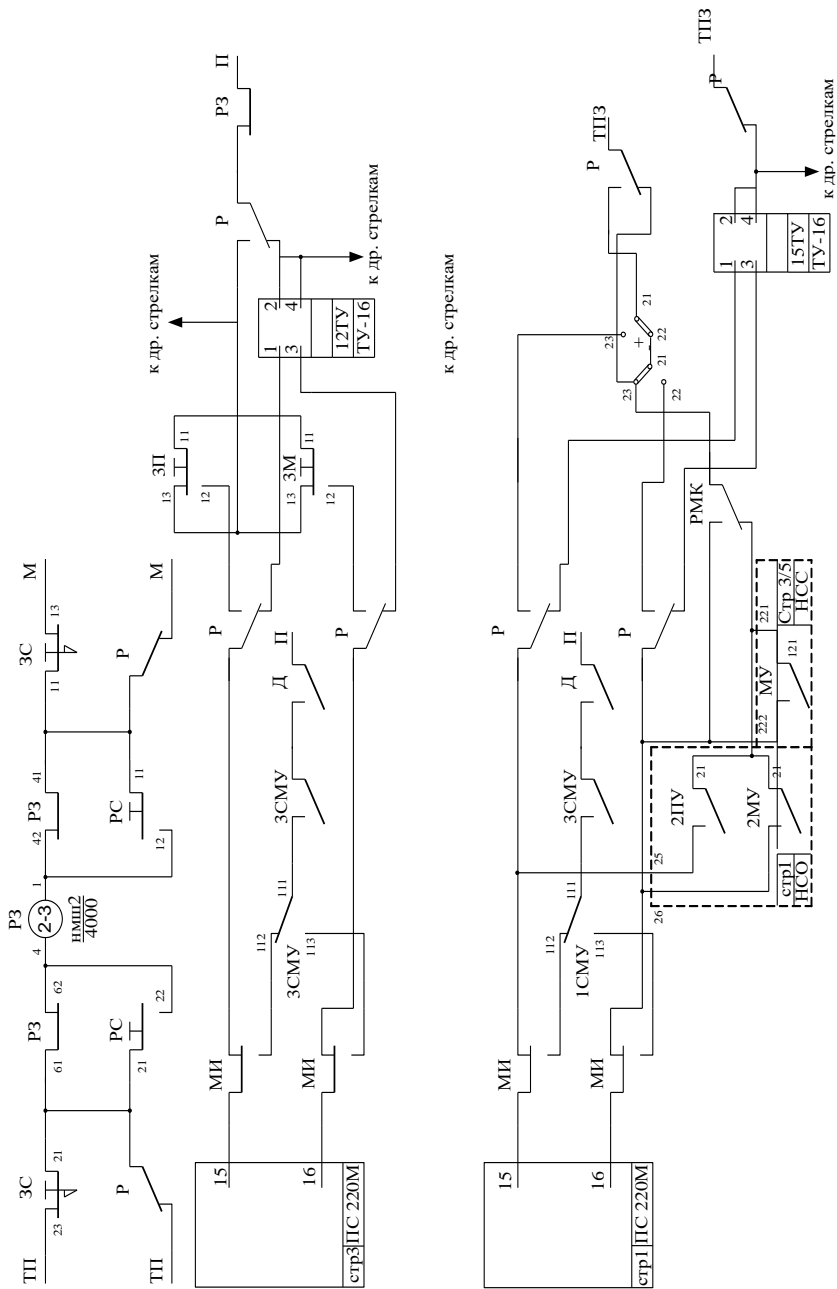 ТП
ЗС
23
21
РЗ
61
62
4
РЗ
2-3
нмш2
4000
1
РЗ
42
41
ЗС
11
13
М
ТП
Р
РС
21
22
РС
12
11
Р
М
стр3
ПС 220М
15
16
МИ
МИ
112
111
113
3СМУ
3СМУ
Д
П
Р
Р
ЗП
13
11
12
ЗМ
13
11
12
к др. стрелкам
12ТУ
ТУ-16
1
2
3
4
к др. стрелкам
Р
РЗ
П
стр1
ПС 220М
15
16
МИ
МИ
112
111
113
1СМУ
3СМУ
Д
П
Р
Р
25
26
2ПУ
21
2МУ
21
стр1
НСО
МУ
222
221
121
Стр 3/5
НСС
РМК
23
22
21
22
23
21
+
Р
ТПЗ
к др. стрелкам
15ТУ
ТУ-16
1
2
3
4
Р
ТПЗ
к др. стрелкам